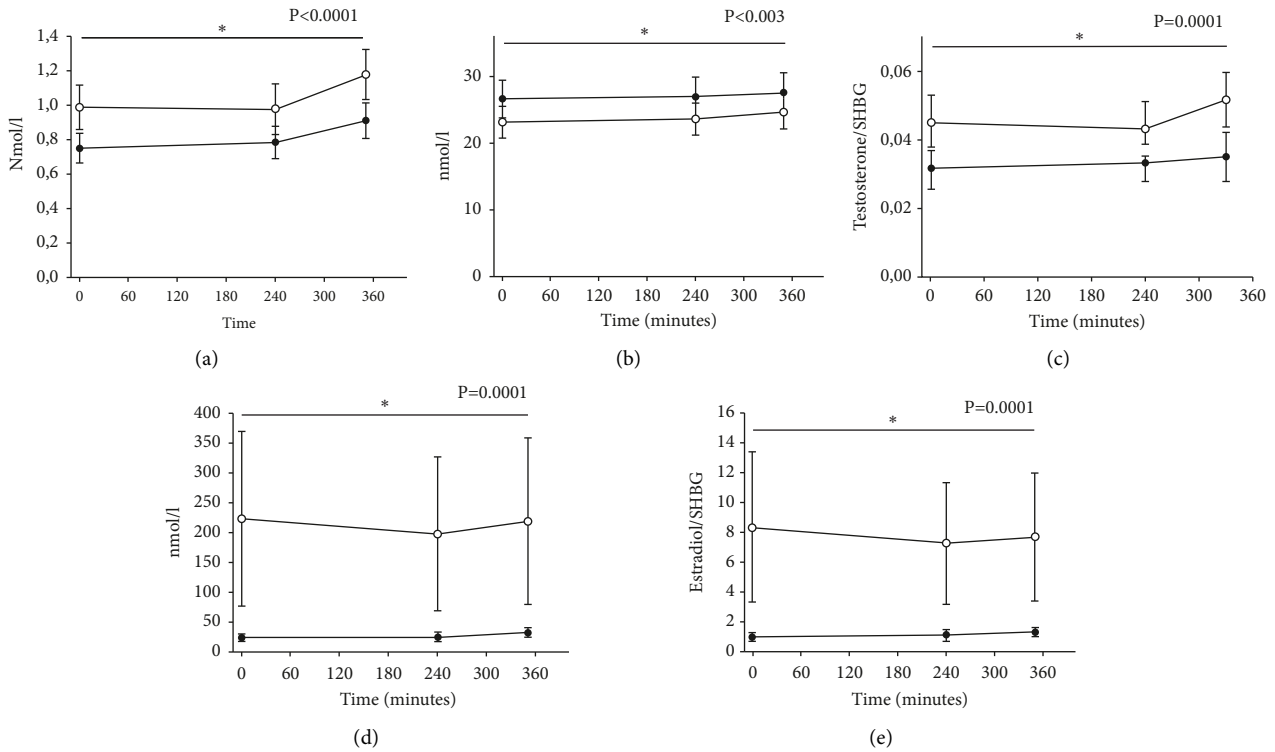 P<0.0001
*
Nmol/l
1,4
1,2
1,0
0,8
0,6
0,4
0,2
0,0
0 60 120 180 240 300 360
Time
(a)
P<0.003
*
nmol/l
30
20
10
0
0 60 120 180 240 300 360
Time (minutes)
(b)
P=0.0001
*
Testosterone/SHBG
0,06
0,04
0,02
0,00
0 60 120 180 240 300 360
Time (minutes)
(c)
P=0.0001
*
nmol/l
400
350
300
250
200
150
100
50
0
0 60 120 180 240 300 360
Time (minutes)
(d)
P=0.0001
*
Estradiol/SHBG
16
14
12
10
8
6
4
2
0
0 60 120 180 240 300 360
Time (minutes)
(e)